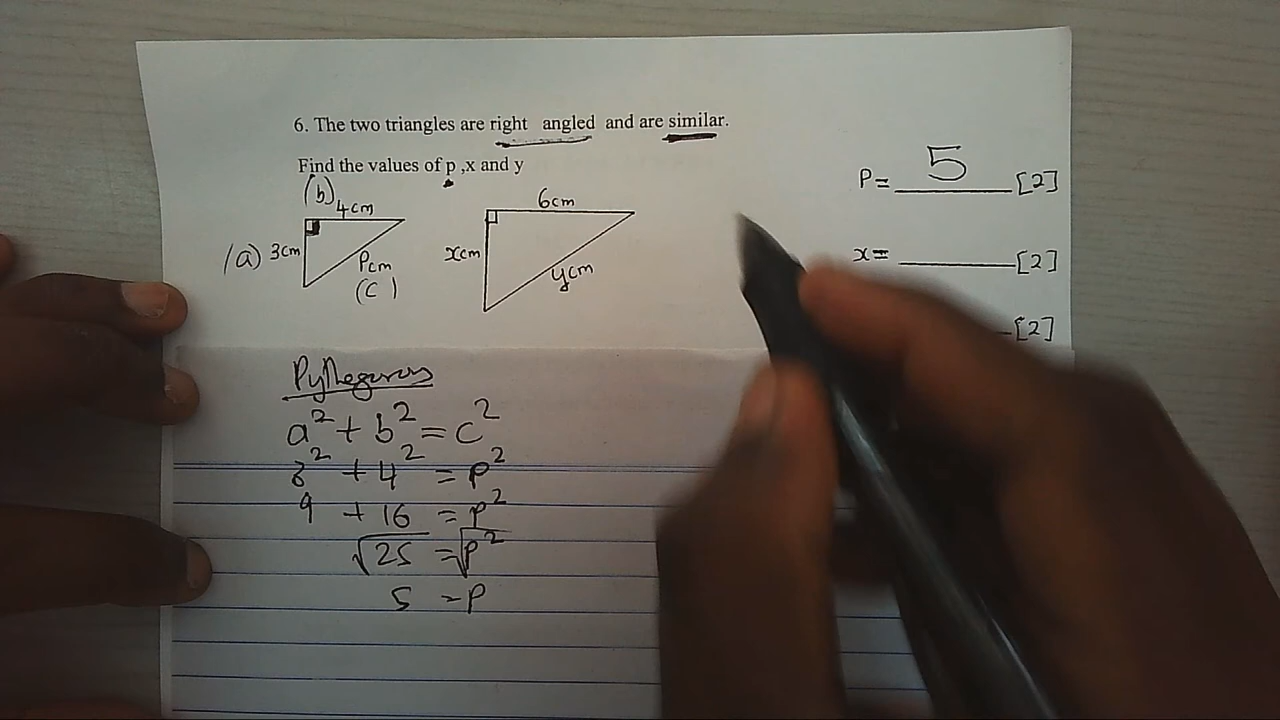 6. The two triangles are right angled and are similar.
Find the values of p ,x and y
P= 5 [2]
(b) 4cm
6cm
(a) 3cm
Pcm
(C)
xcm
ycm
x= [2]
[2]
Pythegurus
a² + b² = c²
3² + 4² = p²
9 + 16 = p²
√25 = √p²
5 = P